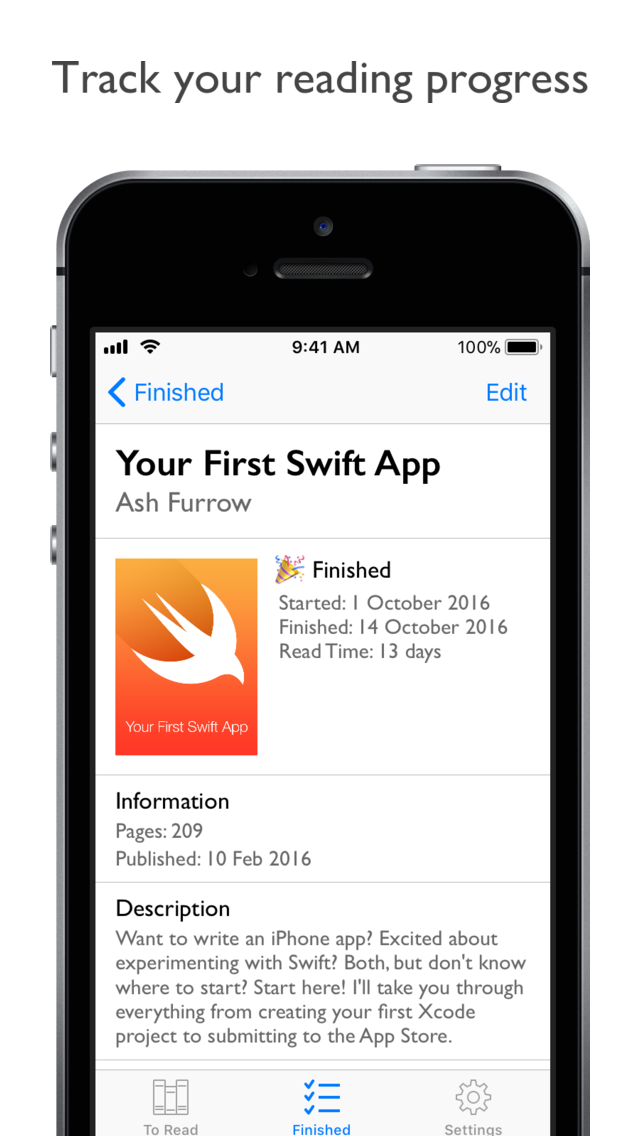 Track your reading progress
9:41 AM
100%
Finished
Edit
Your First Swift App
Ash Furrow
Finished
Started: 1 October 2016
Finished: 14 October 2016
Read Time: 13 days
Your First Swift App
Information
Pages: 209
Published: 10 Feb 2016
Description
Want to write an iPhone app? Excited about
experimenting with Swift? Both, but don't know
where to start? Start here! I'll take you through
everything from creating your first Xcode
project to submitting to the App Store.
To Read
Finished
Settings